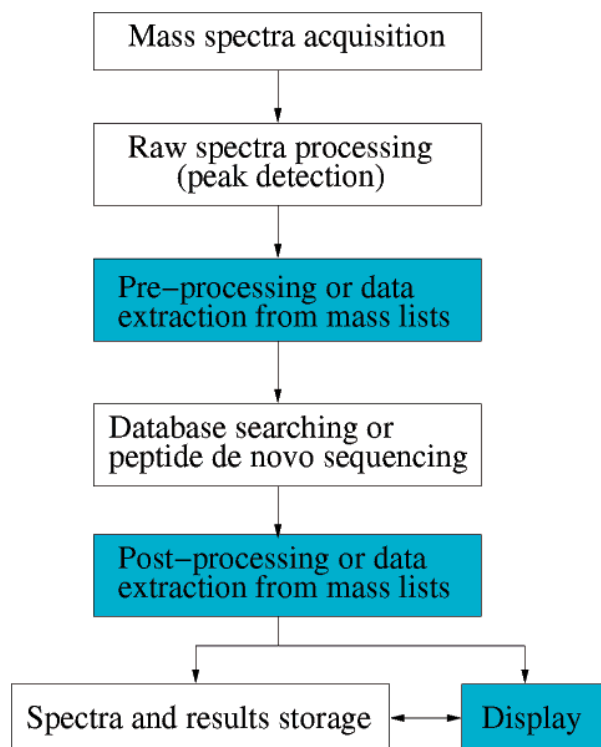 Mass spectra acquisition
Raw spectra processing
(peak detection)
Pre−processing or data
extraction from mass lists
Database searching or
peptide de novo sequencing
Post−processing or data
extraction from mass lists
Spectra and results storage
Display